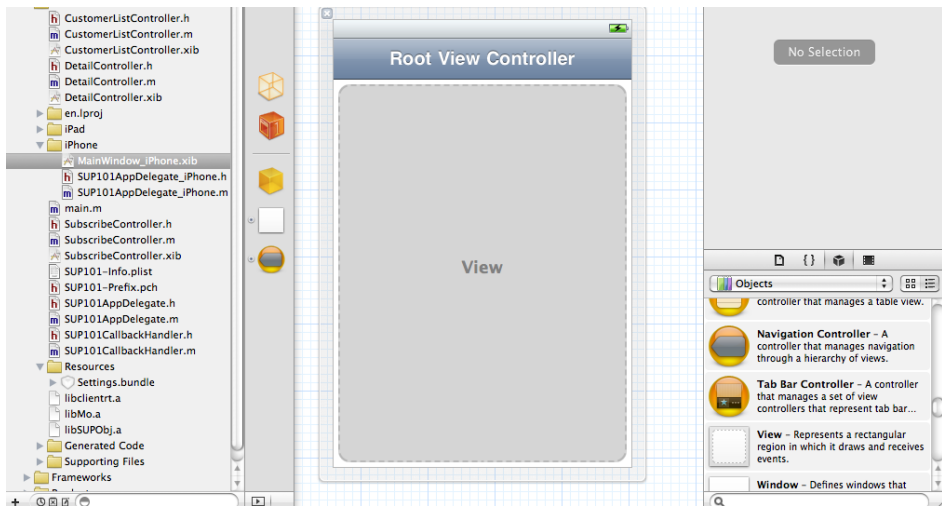 CustomerListController.h
CustomerListController.m
CustomerListController.xib
DetailController.h
DetailController.m
DetailController.xib
en.lproj
iPad
iPhone
MainWindow_iPhone.xib
SUP101AppDelegate_iPhone.h
SUP101AppDelegate_iPhone.m
main.m
SubscribeController.h
SubscribeController.m
SubscribeController.xib
SUP101-Info.plist
SUP101-Prefix.pch
SUP101AppDelegate.h
SUP101AppDelegate.m
SUP101CallbackHandler.h
SUP101CallbackHandler.m
Resources
Settings.bundle
libclientrt.a
libMo.a
libSUPObj.a
Generated Code
Supporting Files
Frameworks
Root View Controller
View
No Selection
Objects
controller that manages a table view.
Navigation Controller – A
controller that manages navigation
through a hierarchy of views.
Tab Bar Controller – A controller
that manages a set of view
controllers that represent tab bar...
View – Represents a rectangular
region in which it draws and receives
events.
Window – Defines windows that